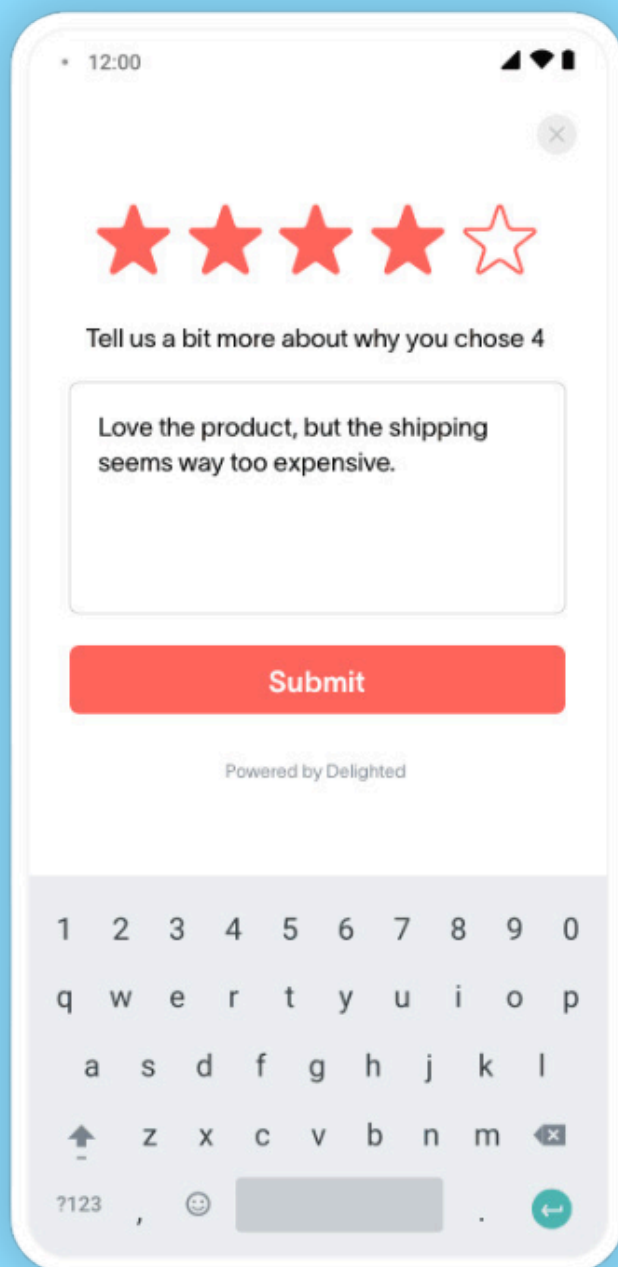 12:00
Tell us a bit more about why you chose 4
Love the product, but the shipping
seems way too expensive.
Submit
Powered by Delighted
1 2 3 4 5 6 7 8 9 0
q w e r t y u i o p
a s d f g h j k l
z x c v b n m
?123 , .